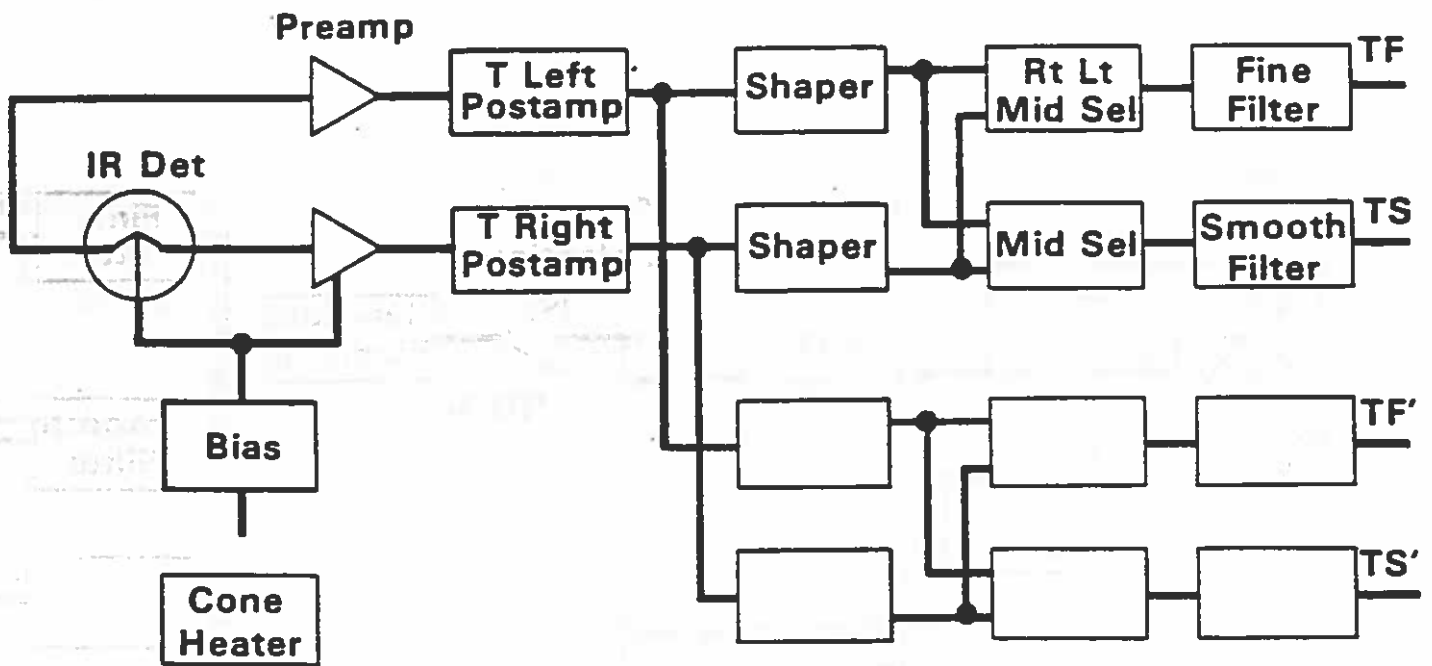 Preamp
T Left
Postamp
Shaper
Rt Lt
Mid Sel
Fine
Filter
TF
IR Det
T Right
Postamp
Shaper
Mid Sel
Smooth
Filter
TS
Bias
TF'
Cone
Heater
TS'